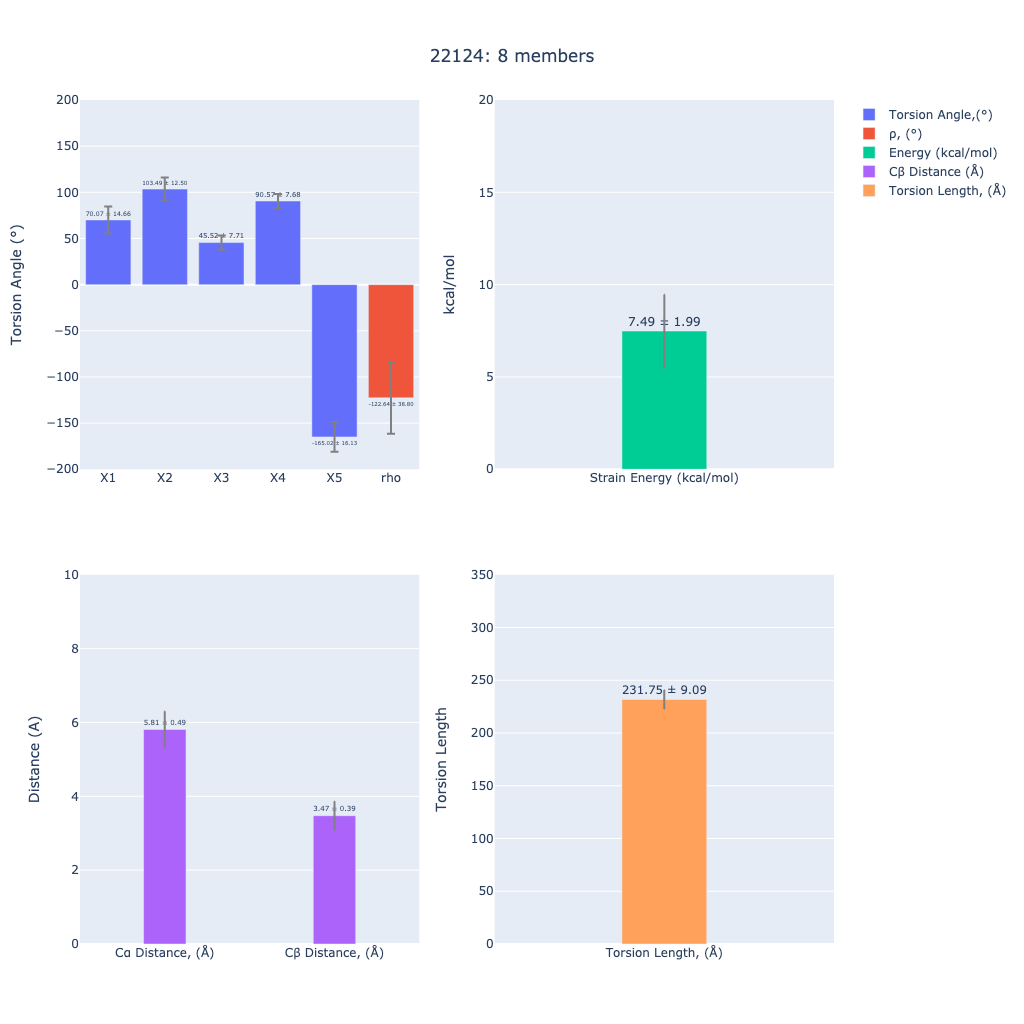 22124: 8 members
Torsion Angle (°)
200
150
100
50
0
−50
−100
−150
−200
70.07 ± 14.66
103.49 ± 12.50
45.52 ± 7.71
90.57 ± 7.68
-165.02 ± 16.13
-122.64 ± 38.80
X1 X2 X3 X4 X5 rho
kcal/mol
20
15
10
5
0
7.49 ± 1.99
Strain Energy (kcal/mol)
Torsion Angle,(°)
ρ, (°)
Energy (kcal/mol)
Cβ Distance (Å)
Torsion Length, (Å)
Distance (A)
10
8
6
4
2
0
5.81 ± 0.49
3.47 ± 0.39
Cα Distance, (Å) Cβ Distance, (Å)
Torsion Length
350
300
250
200
150
100
50
0
231.75 ± 9.09
Torsion Length, (Å)